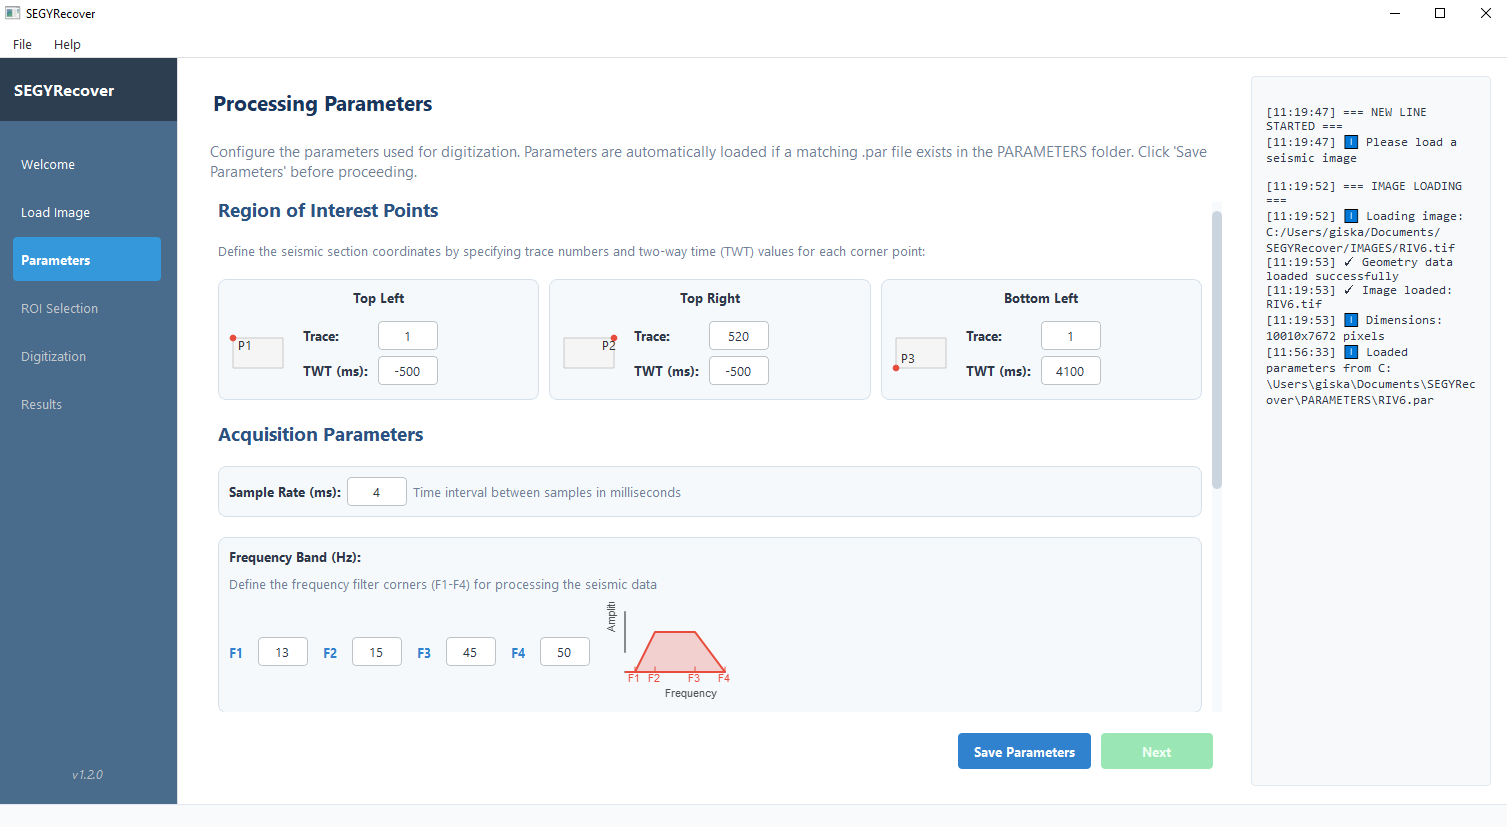 SEGYRecover
File Help
SEGYRecover
Welcome
Load Image
Parameters
ROI Selection
Digitization
Results
v1.2.0
Processing Parameters
Configure the parameters used for digitization. Parameters are automatically loaded if a matching .par file exists in the PARAMETERS folder. Click 'Save
Parameters' before proceeding.
Region of Interest Points
Define the seismic section coordinates by specifying trace numbers and two-way time (TWT) values for each corner point:
Top Left
P1
Trace: 1
TWT (ms): -500
Top Right
P2
Trace: 520
TWT (ms): -500
Bottom Left
P3
Trace: 1
TWT (ms): 4100
Acquisition Parameters
Sample Rate (ms): 4 Time interval between samples in milliseconds
Frequency Band (Hz):
Define the frequency filter corners (F1-F4) for processing the seismic data
F1 13 F2 15 F3 45 F4 50
F1 F2 F3 F4
Frequency
Save Parameters Next
[11:19:47] === NEW LINE
STARTED ===
[11:19:47] ℹ Please load a
seismic image
[11:19:52] === IMAGE LOADING
===
[11:19:52] ℹ Loading image:
C:/Users/giska/Documents/
SEGYRecover/IMAGES/RIV6.tif
[11:19:53] ✓ Geometry data
loaded successfully
[11:19:53] ✓ Image loaded:
RIV6.tif
[11:19:53] ℹ Dimensions:
10010x7672 pixels
[11:56:33] ℹ Loaded
parameters from C:
\Users\giska\Documents\SEGYRec
over\PARAMETERS\RIV6.par